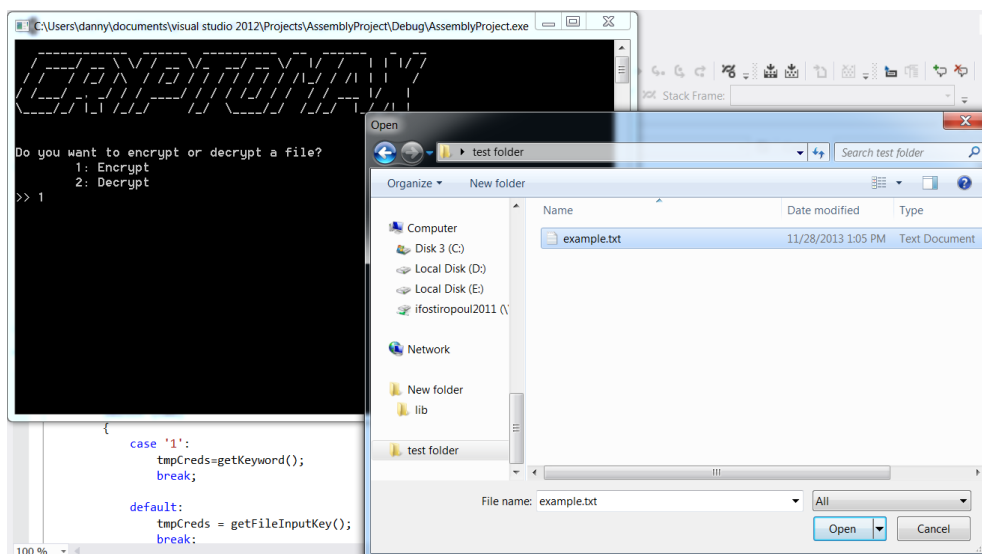 C:\Users\danny\documents\visual studio 2012\Projects\AssemblyProject\Debug\AssemblyProject.exe
Do you want to encrypt or decrypt a file?
1: Encrypt
2: Decrypt
>> 1
Stack Frame:
Open
test folder
Search test folder
Organize
New folder
Name
Date modified
Type
Computer
Disk 3 (C:)
Local Disk (D:)
Local Disk (E:)
ifostiropoul2011 (\
Network
New folder
lib
test folder
example.txt
11/28/2013 1:05 PM
Text Document
File name:
example.txt
All
Open
Cancel
{
case '1':
tmpCreds=getKeyword();
break;
default:
tmpCreds = getFileInputKey();
break;
100 %